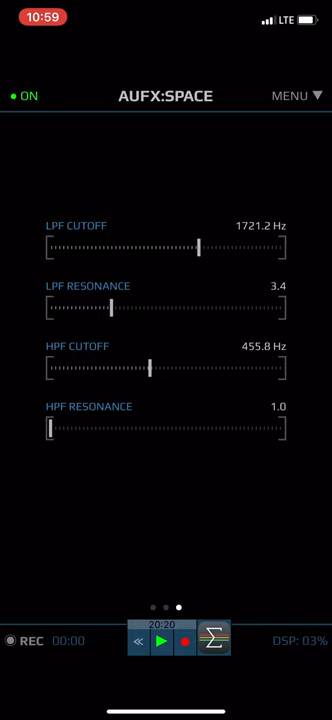 10:59
LTE
ON
AUFX:SPACE
MENU ▼
LPF CUTOFF 1721.2 Hz
LPF RESONANCE 3.4
HPF CUTOFF 455.8 Hz
HPF RESONANCE 1.0
20:20
REC 00:00
DSP: 03%